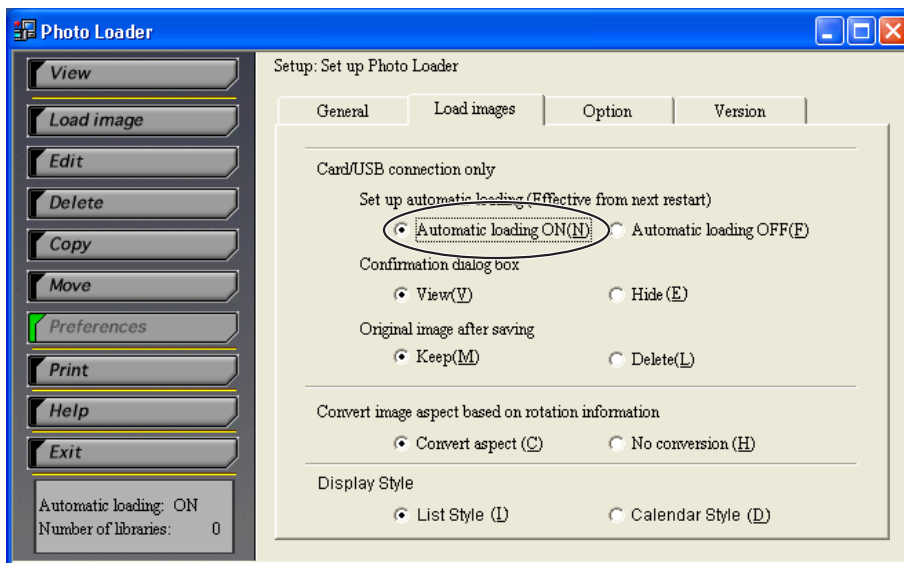 Photo Loader
View
Load image
Edit
Delete
Copy
Move
Preferences
Print
Help
Exit
Automatic loading: ON
Number of libraries: 0
Setup: Set up Photo Loader
General Load images Option Version
Card/USB connection only
Set up automatic loading (Effective from next restart)
Automatic loading ON(N) Automatic loading OFF(F)
Confirmation dialog box
View(V) Hide (E)
Original image after saving
Keep(M) Delete(L)
Convert image aspect based on rotation information
Convert aspect (C) No conversion (H)
Display Style
List Style (I) Calendar Style (D)